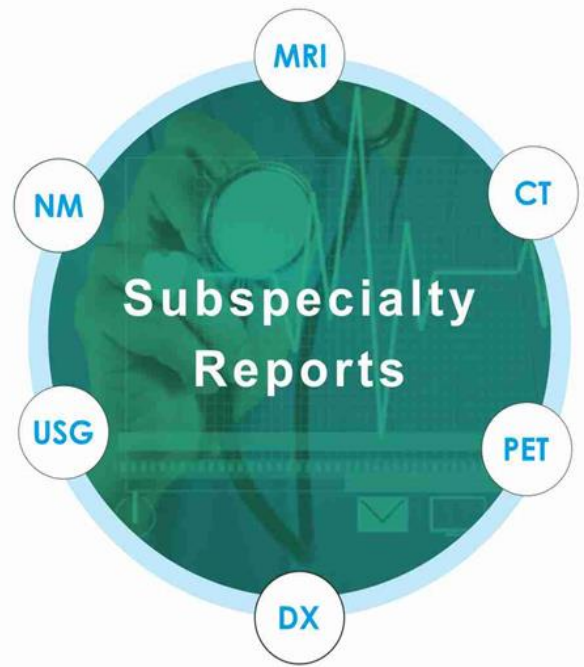 MRI
NM
CT
Subspecialty
Reports
USG
PET
DX